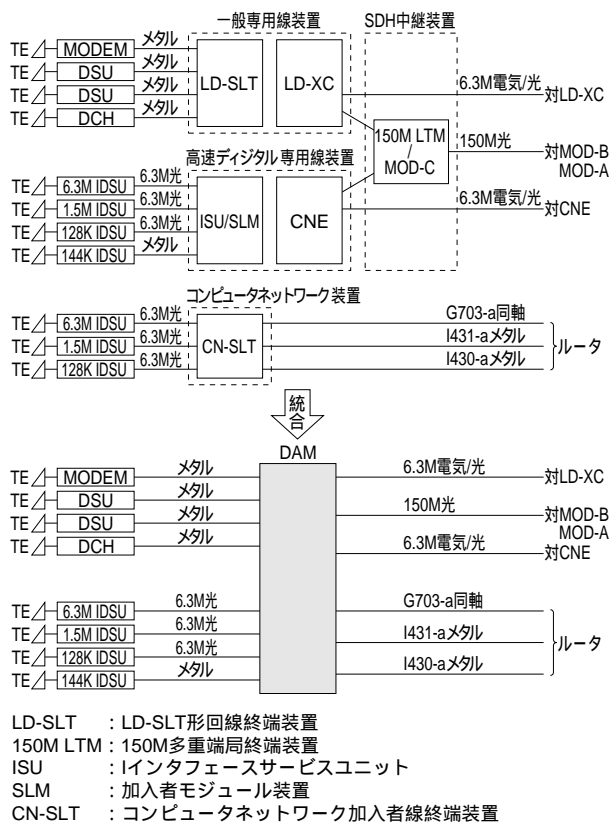 一般専用線装置
SDH中継装置
TE MODEM メタル
TE DSU メタル
TE DSU メタル
TE DCH メタル
LD-SLT
LD-XC
6.3M電気/光 対LD-XC
150M LTM
/
MOD-C
150M光 対MOD-B
MOD-A
高速ディジタル専用線装置
TE 6.3M IDSU 6.3M光
TE 1.5M IDSU 6.3M光
TE 128K IDSU 6.3M光
TE 144K IDSU メタル
ISU/SLM
CNE
6.3M電気/光 対CNE
コンピュータネットワーク装置
TE 6.3M IDSU 6.3M光
TE 1.5M IDSU 6.3M光
TE 128K IDSU 6.3M光
CN-SLT
G703-a同軸
I431-aメタル
I430-aメタル
ルータ
統合
DAM
TE MODEM メタル
TE DSU メタル
TE DSU メタル
TE DCH メタル
6.3M電気/光 対LD-XC
150M光 対MOD-B
MOD-A
6.3M電気/光 対CNE
TE 6.3M IDSU 6.3M光
TE 1.5M IDSU 6.3M光
TE 128K IDSU 6.3M光
TE 144K IDSU メタル
G703-a同軸
I431-aメタル
I430-aメタル
ルータ
LD-SLT :LD-SLT形回線終端装置
150M LTM:150M多重端局終端装置
ISU :Iインタフェースサービスユニット
SLM :加入者モジュール装置
CN-SLT :コンピュータネットワーク加入者線終端装置